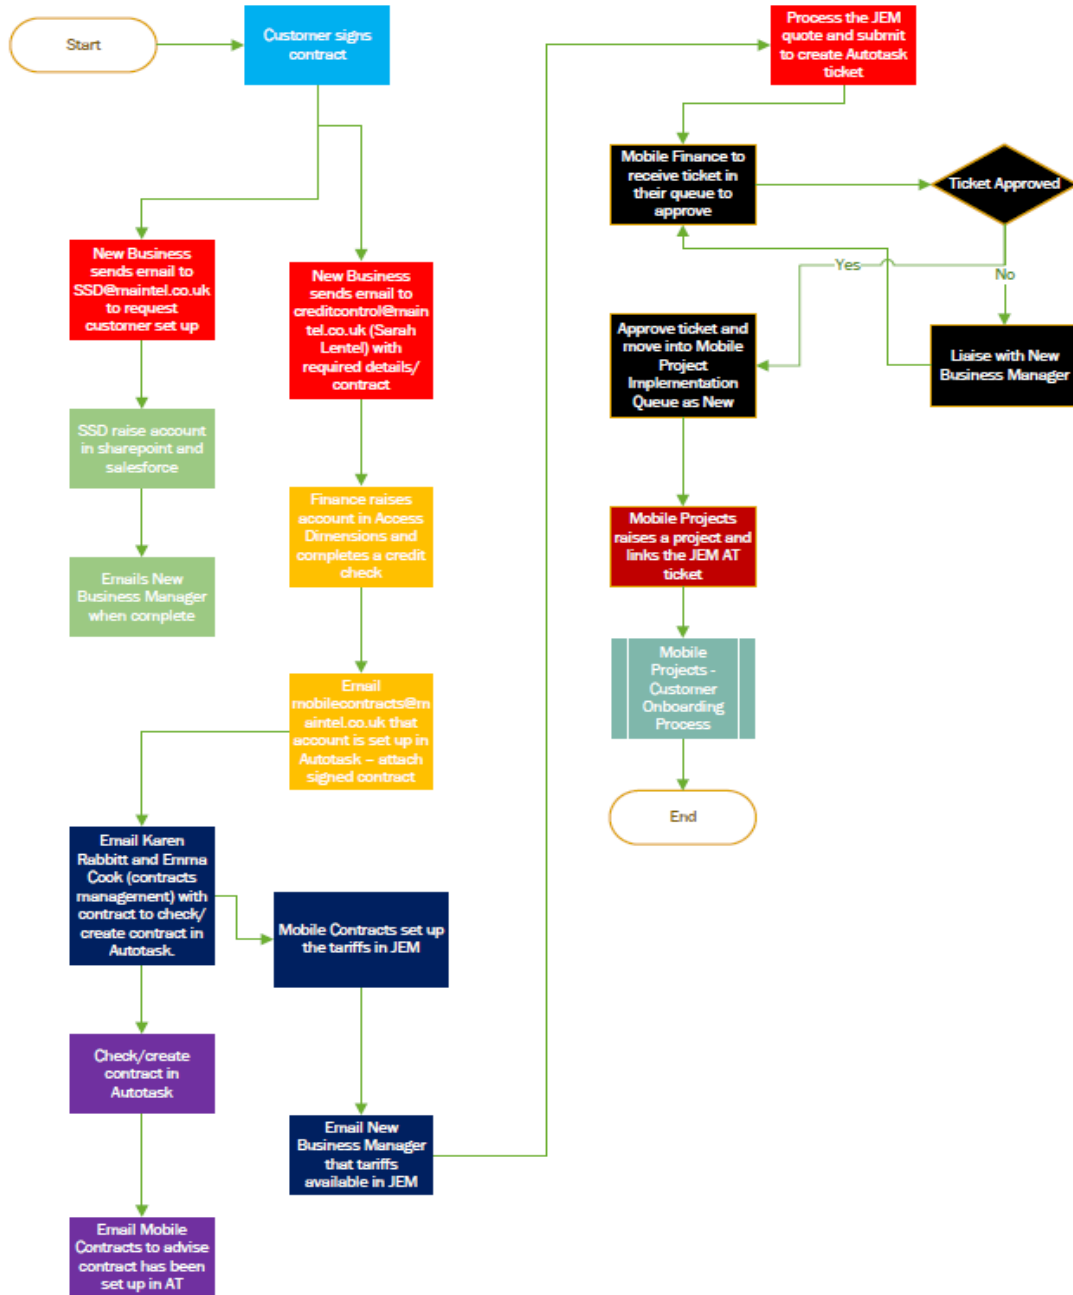 Start
Customer signs
contract
New Business
sends email to
SSD@maintel.co.uk
to request
customer set up
SSD raise account
in sharepoint and
salesforce
Emails New
Business Manager
when complete
New Business
sends email to
creditcontrol@main
tel.co.uk (Sarah
Lentel) with
required details/
contract
Finance raises
account in Access
Dimensions and
completes a credit
check
Email
mobilecontracts@m
aintel.co.uk that
account is set up in
Autotask – attach
signed contract
Email Karen
Rabbitt and Emma
Cook (contracts
management) with
contract to check/
create contract in
Autotask.
Check/create
contract in
Autotask
Email Mobile
Contracts to advise
contract has been
set up in AT
Mobile Contracts set up
the tariffs in JEM
Email New
Business Manager
that tariffs
available in JEM
Process the JEM
quote and submit
to create Autotask
ticket
Mobile Finance to
receive ticket in
their queue to
approve
Ticket Approved
Yes
No
Liaise with New
Business Manager
Approve ticket and
move into Mobile
Project
Implementation
Queue as New
Mobile Projects
raises a project and
links the JEM AT
ticket
Mobile
Projects -
Customer
Onboarding
Process
End